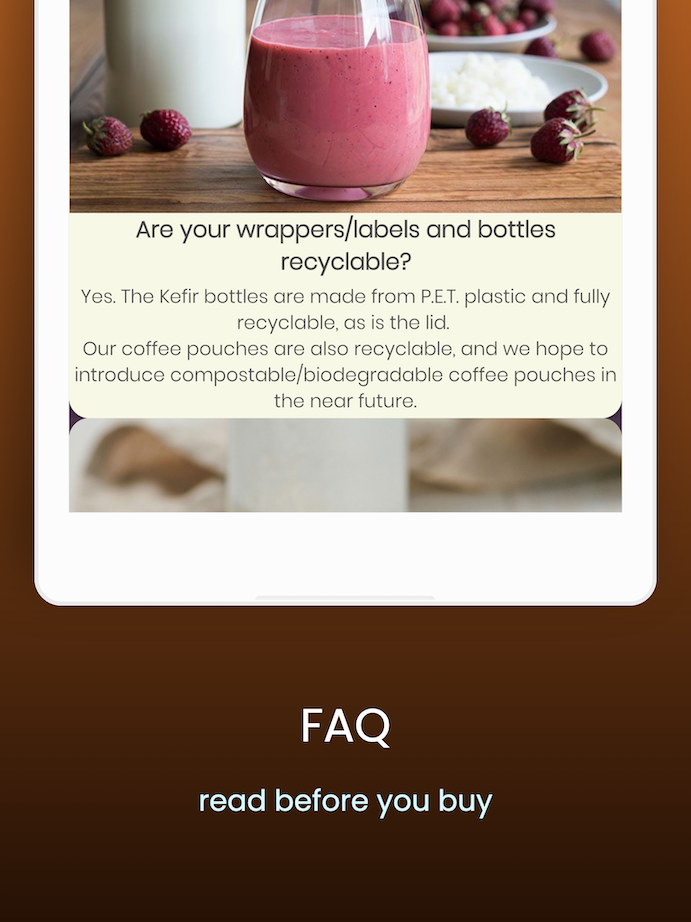 Are your wrappers/labels and bottles
recyclable?
Yes. The Kefir bottles are made from P.E.T. plastic and fully
recyclable, as is the lid.
Our coffee pouches are also recyclable, and we hope to
introduce compostable/biodegradable coffee pouches in
the near future.
FAQ
read before you buy